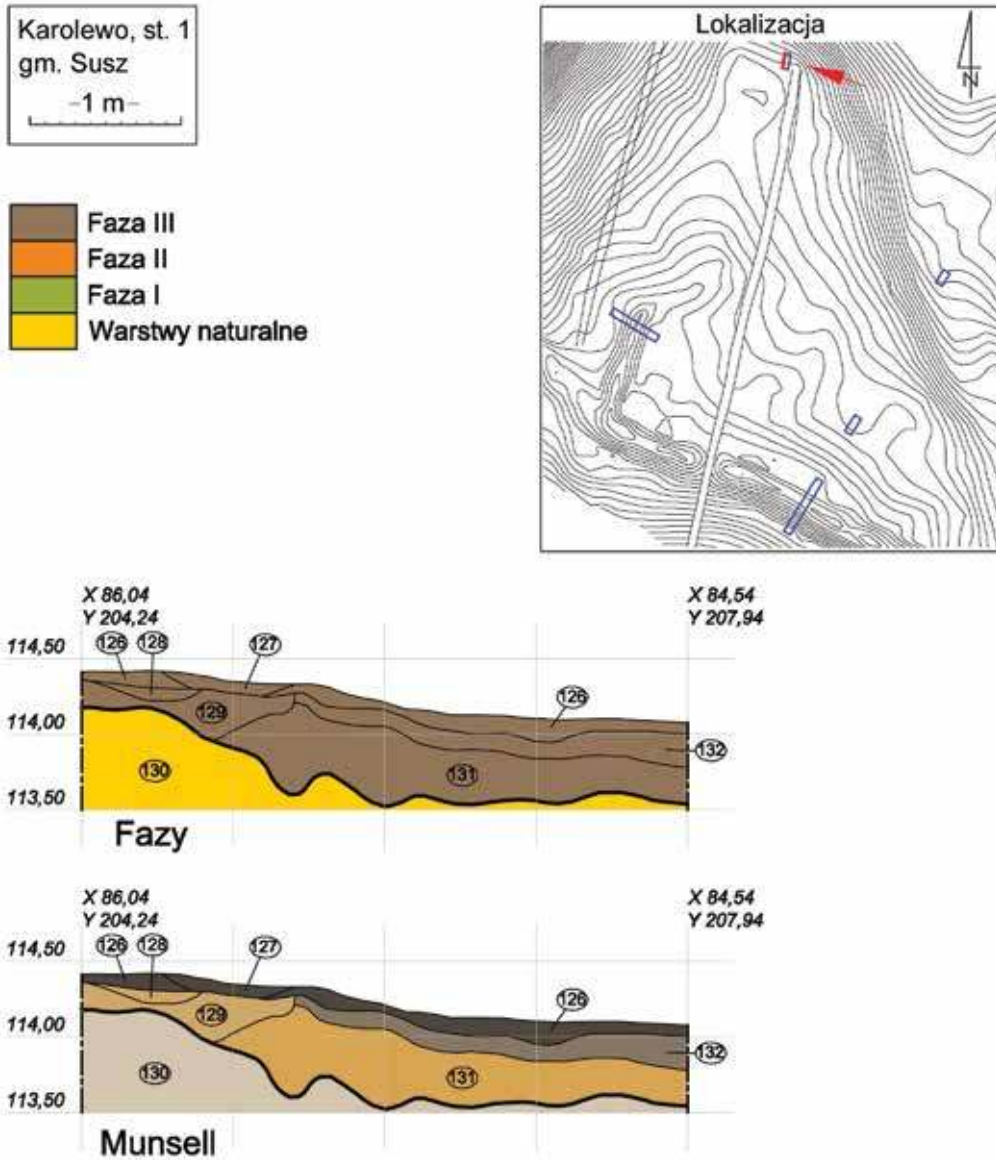 Karolewo, st. 1
gm. Susz
-1 m-
Lokalizacja
N
Faza III
Faza II
Faza I
Warstwy naturalne
X 86,04
Y 204,24
X 84,54
Y 207,94
114,50
126
128
127
126
129
114,00
132
130
131
113,50
Fazy
X 86,04
Y 204,24
X 84,54
Y 207,94
114,50
126
128
127
126
129
114,00
132
130
131
113,50
Munsell